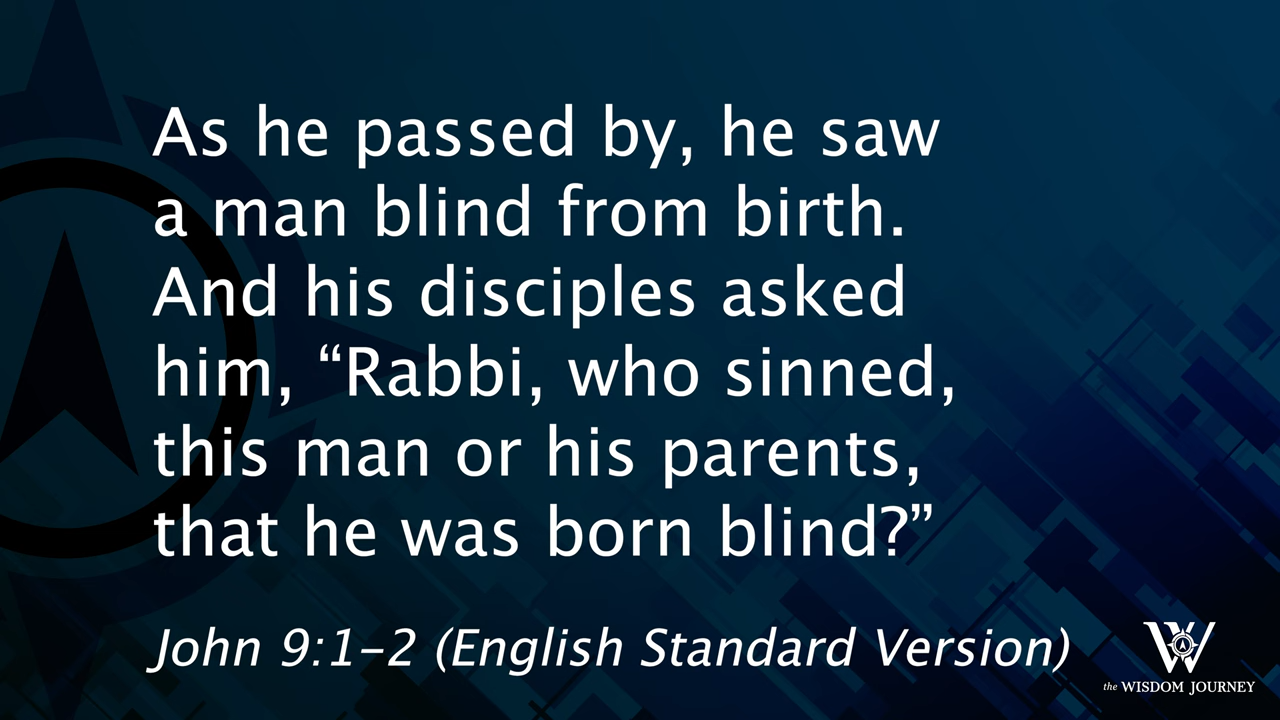 As he passed by, he saw
a man blind from birth.
And his disciples asked
him, “Rabbi, who sinned,
this man or his parents,
that he was born blind?”
John 9:1–2 (English Standard Version)
W
the WISDOM JOURNEY